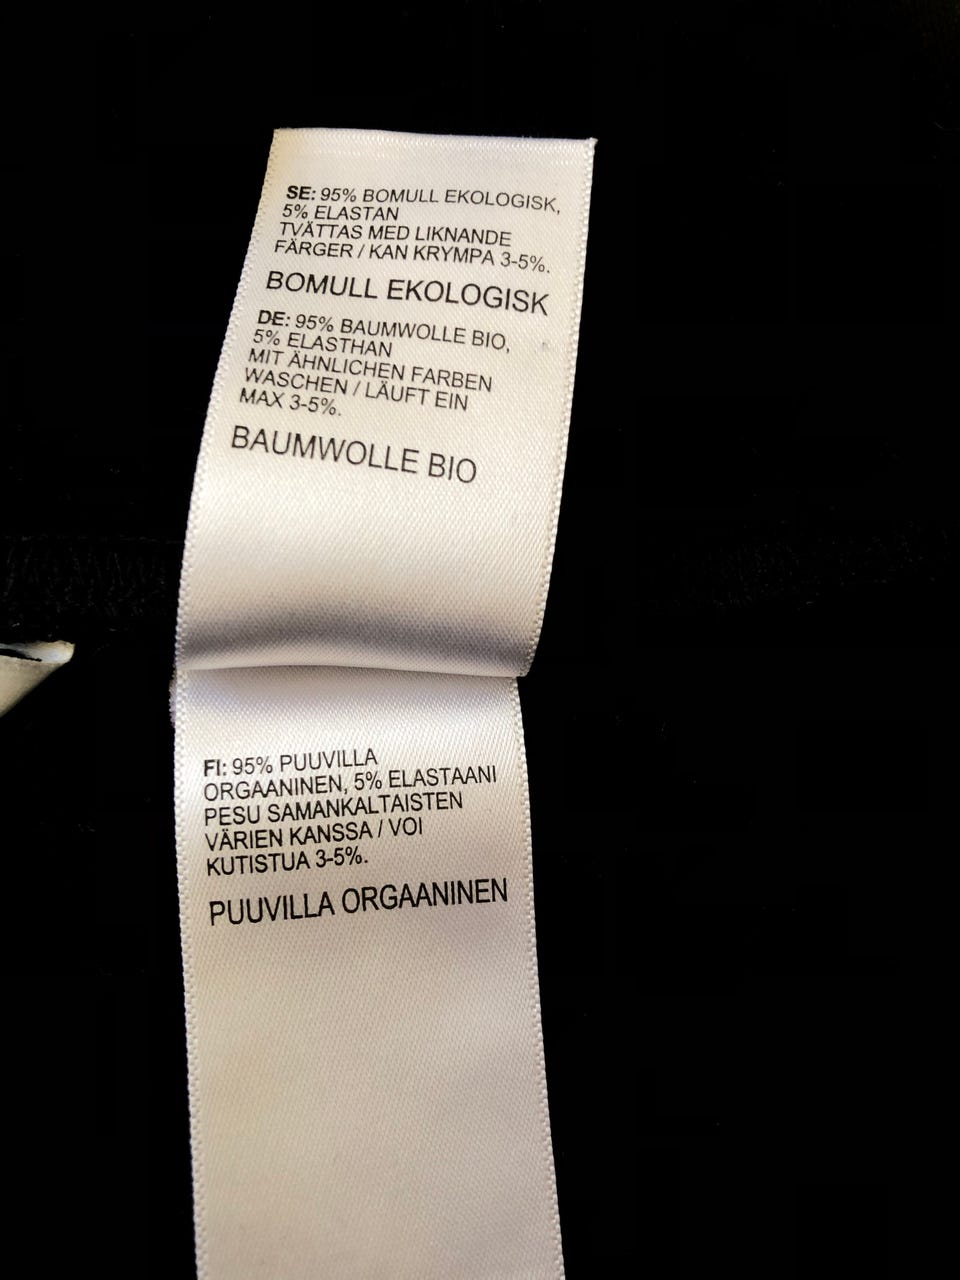 SE: 95% BOMULL EKOLOGISK,
5% ELASTAN
TVÄTTAS MED LIKNANDE
FÄRGER / KAN KRYMPA 3-5%.
BOMULL EKOLOGISK
DE: 95% BAUMWOLLE BIO,
5% ELASTHAN
MIT ÄHNLICHEN FARBEN
WASCHEN / LÄUFT EIN
MAX 3-5%.
BAUMWOLLE BIO
FI: 95% PUUVILLA
ORGAANINEN, 5% ELASTAANI
PESU SAMANKALTAISTEN
VÄRIEN KANSSA / VOI
KUTISTUA 3-5%.
PUUVILLA ORGAANINEN